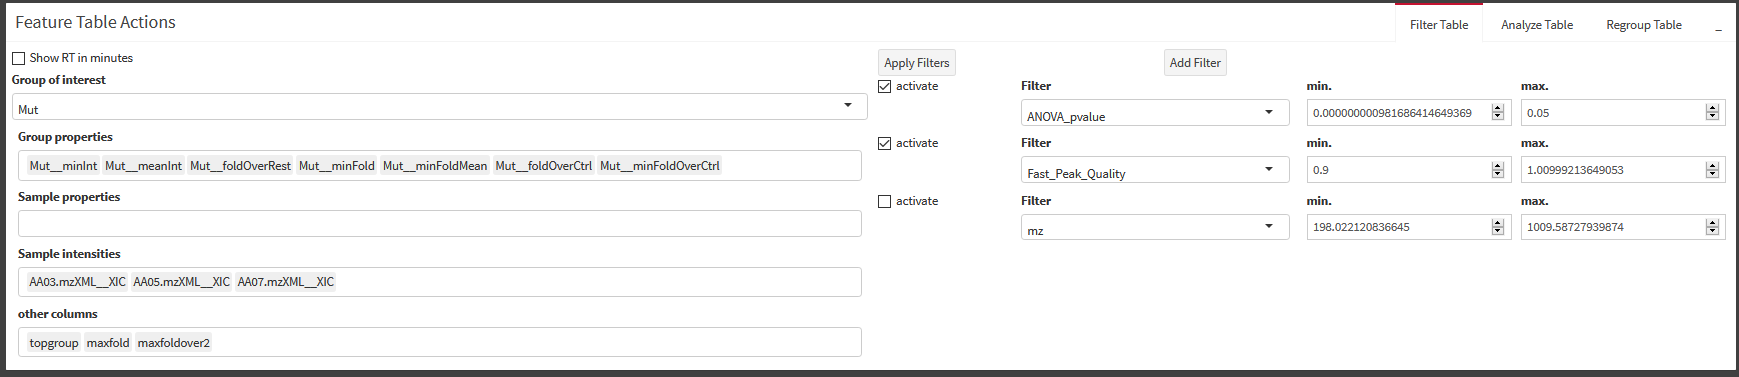 Feature Table Actions
Filter Table
Analyze Table
Regroup Table
_
Show RT in minutes
Group of interest
Mut
Group properties
Mut__minInt Mut__meanInt Mut__foldOverRest Mut__minFold Mut__minFoldMean Mut__foldOverCtrl Mut__minFoldOverCtrl
Sample properties
Sample intensities
AA03.mzXML__XIC AA05.mzXML__XIC AA07.mzXML__XIC
other columns
topgroup maxfold maxfoldover2
Apply Filters
Add Filter
activate
Filter
min.
max.
ANOVA_pvalue
0.000000000981686414649369
0.05
activate
Filter
min.
max.
Fast_Peak_Quality
0.9
1.00999213649053
activate
Filter
min.
max.
mz
198.022120836645
1009.58727939874